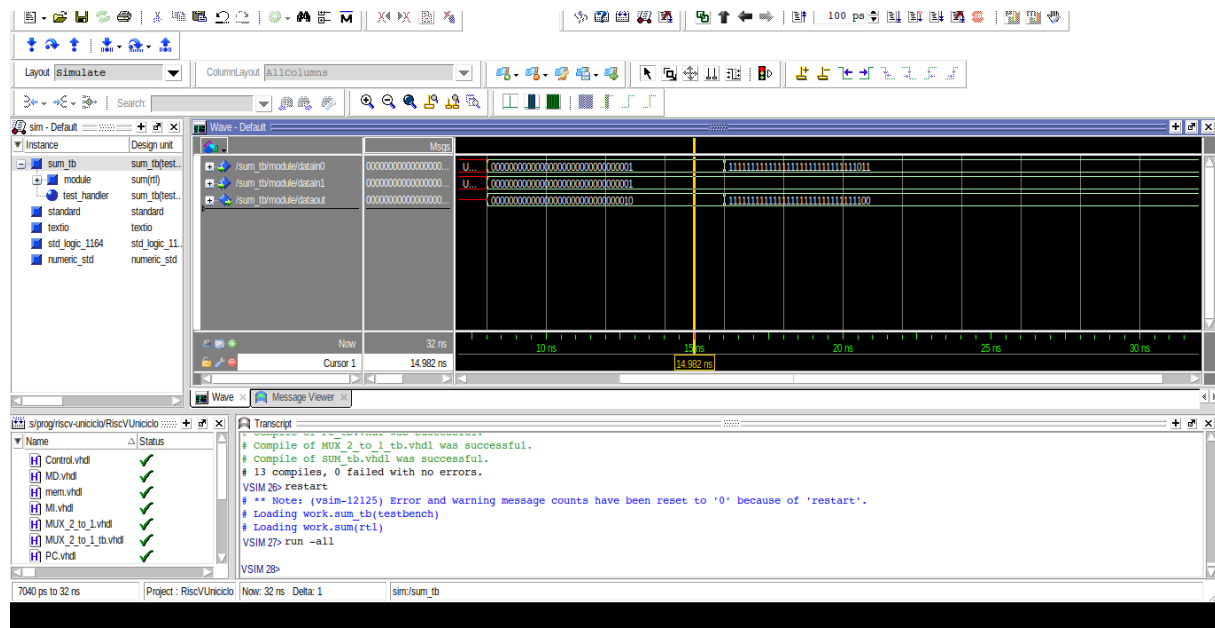 100 ps
Layout Simulate
ColumnLayout AllColumns
Search:
sim - Default
Instance Design unit
sum_tb sum_tb(test..
module sum(rtl)
test_handler sum_tb(test..
standard standard
textio textio
std_logic_1164 std_logic_11..
numeric_std numeric_std
Wave - Default
Msgs
/sum_tb/module/datain0
/sum_tb/module/datain1
/sum_tb/module/dataout
U...
U...
Now 32 ns
Cursor 1 14.982 ns
10 ns 15 ns 20 ns 25 ns 30 ns
14.982 ns
Wave Message Viewer
:s/prog/riscv-uniciclo/RiscVUniciclo
Name Status
Control.vhdl
MD.vhdl
mem.vhdl
MI.vhdl
MUX_2_to_1.vhdl
MUX_2_to_1_tb.vhdl
PC.vhdl
Transcript
# Compile of MUX_2_to_1_tb.vhdl was successful.
# Compile of SUM_tb.vhdl was successful.
# 13 compiles, 0 failed with no errors.
VSIM 26> restart
# ** Note: (vsim-12125) Error and warning message counts have been reset to '0' because of 'restart'.
# Loading work.sum_tb(testbench)
# Loading work.sum(rtl)
VSIM 27> run -all
VSIM 28>
7040 ps to 32 ns Project : RiscVUniciclo Now: 32 ns Delta: 1 sim:/sum_tb